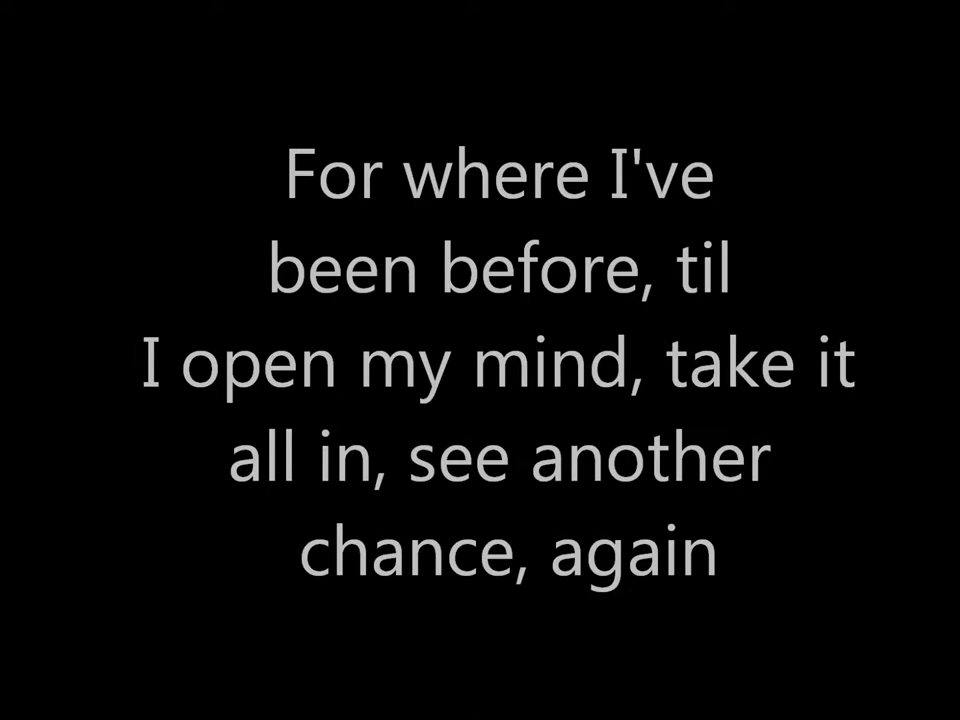 For where I've
been before, til
I open my mind, take it
all in, see another
chance, again